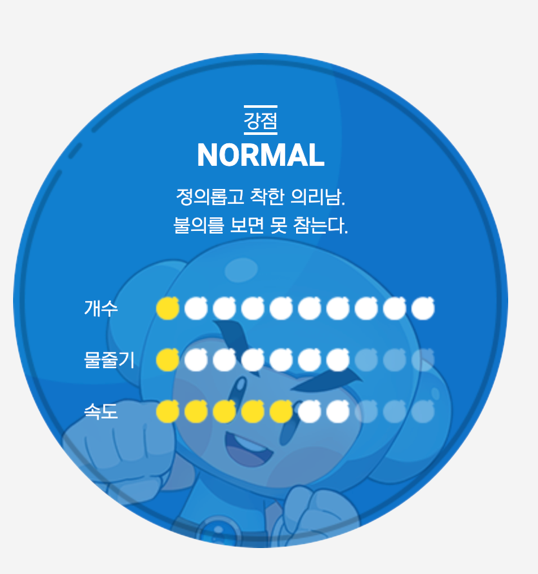 강점
NORMAL
정의롭고 착한 의리남.
불의를 보면 못 참는다.
개수
물줄기
속도